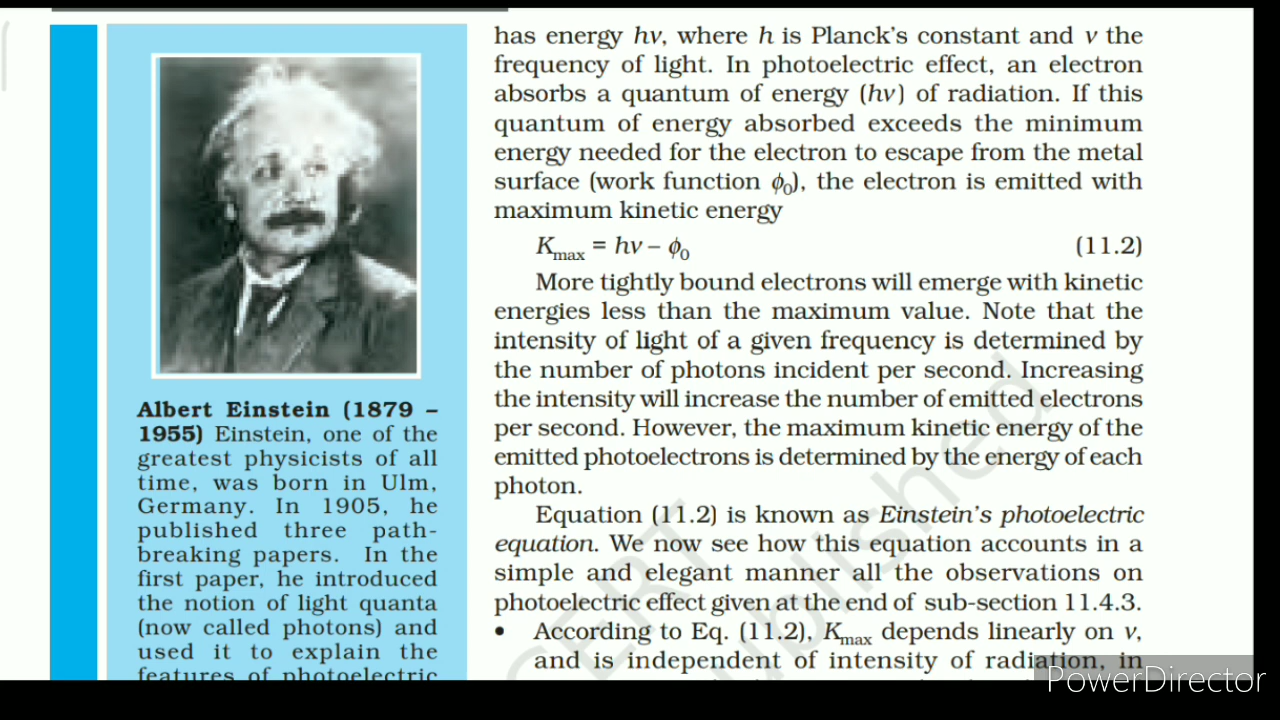 has energy hν, where h is Planck's constant and ν the
frequency of light. In photoelectric effect, an electron
absorbs a quantum of energy (hν) of radiation. If this
quantum of energy absorbed exceeds the minimum
energy needed for the electron to escape from the metal
surface (work function ϕ₀), the electron is emitted with
maximum kinetic energy
Kmax = hν – ϕ₀ (11.2)
More tightly bound electrons will emerge with kinetic
energies less than the maximum value. Note that the
intensity of light of a given frequency is determined by
the number of photons incident per second. Increasing
the intensity will increase the number of emitted electrons
per second. However, the maximum kinetic energy of the
emitted photoelectrons is determined by the energy of each
photon.
Equation (11.2) is known as Einstein's photoelectric
equation. We now see how this equation accounts in a
simple and elegant manner all the observations on
photoelectric effect given at the end of sub-section 11.4.3.
• According to Eq. (11.2), Kmax depends linearly on ν,
and is independent of intensity of radiation, in
Albert Einstein (1879 –
1955) Einstein, one of the
greatest physicists of all
time, was born in Ulm,
Germany. In 1905, he
published three path-
breaking papers. In the
first paper, he introduced
the notion of light quanta
(now called photons) and
used it to explain the
features of photoelectric
PowerDirector